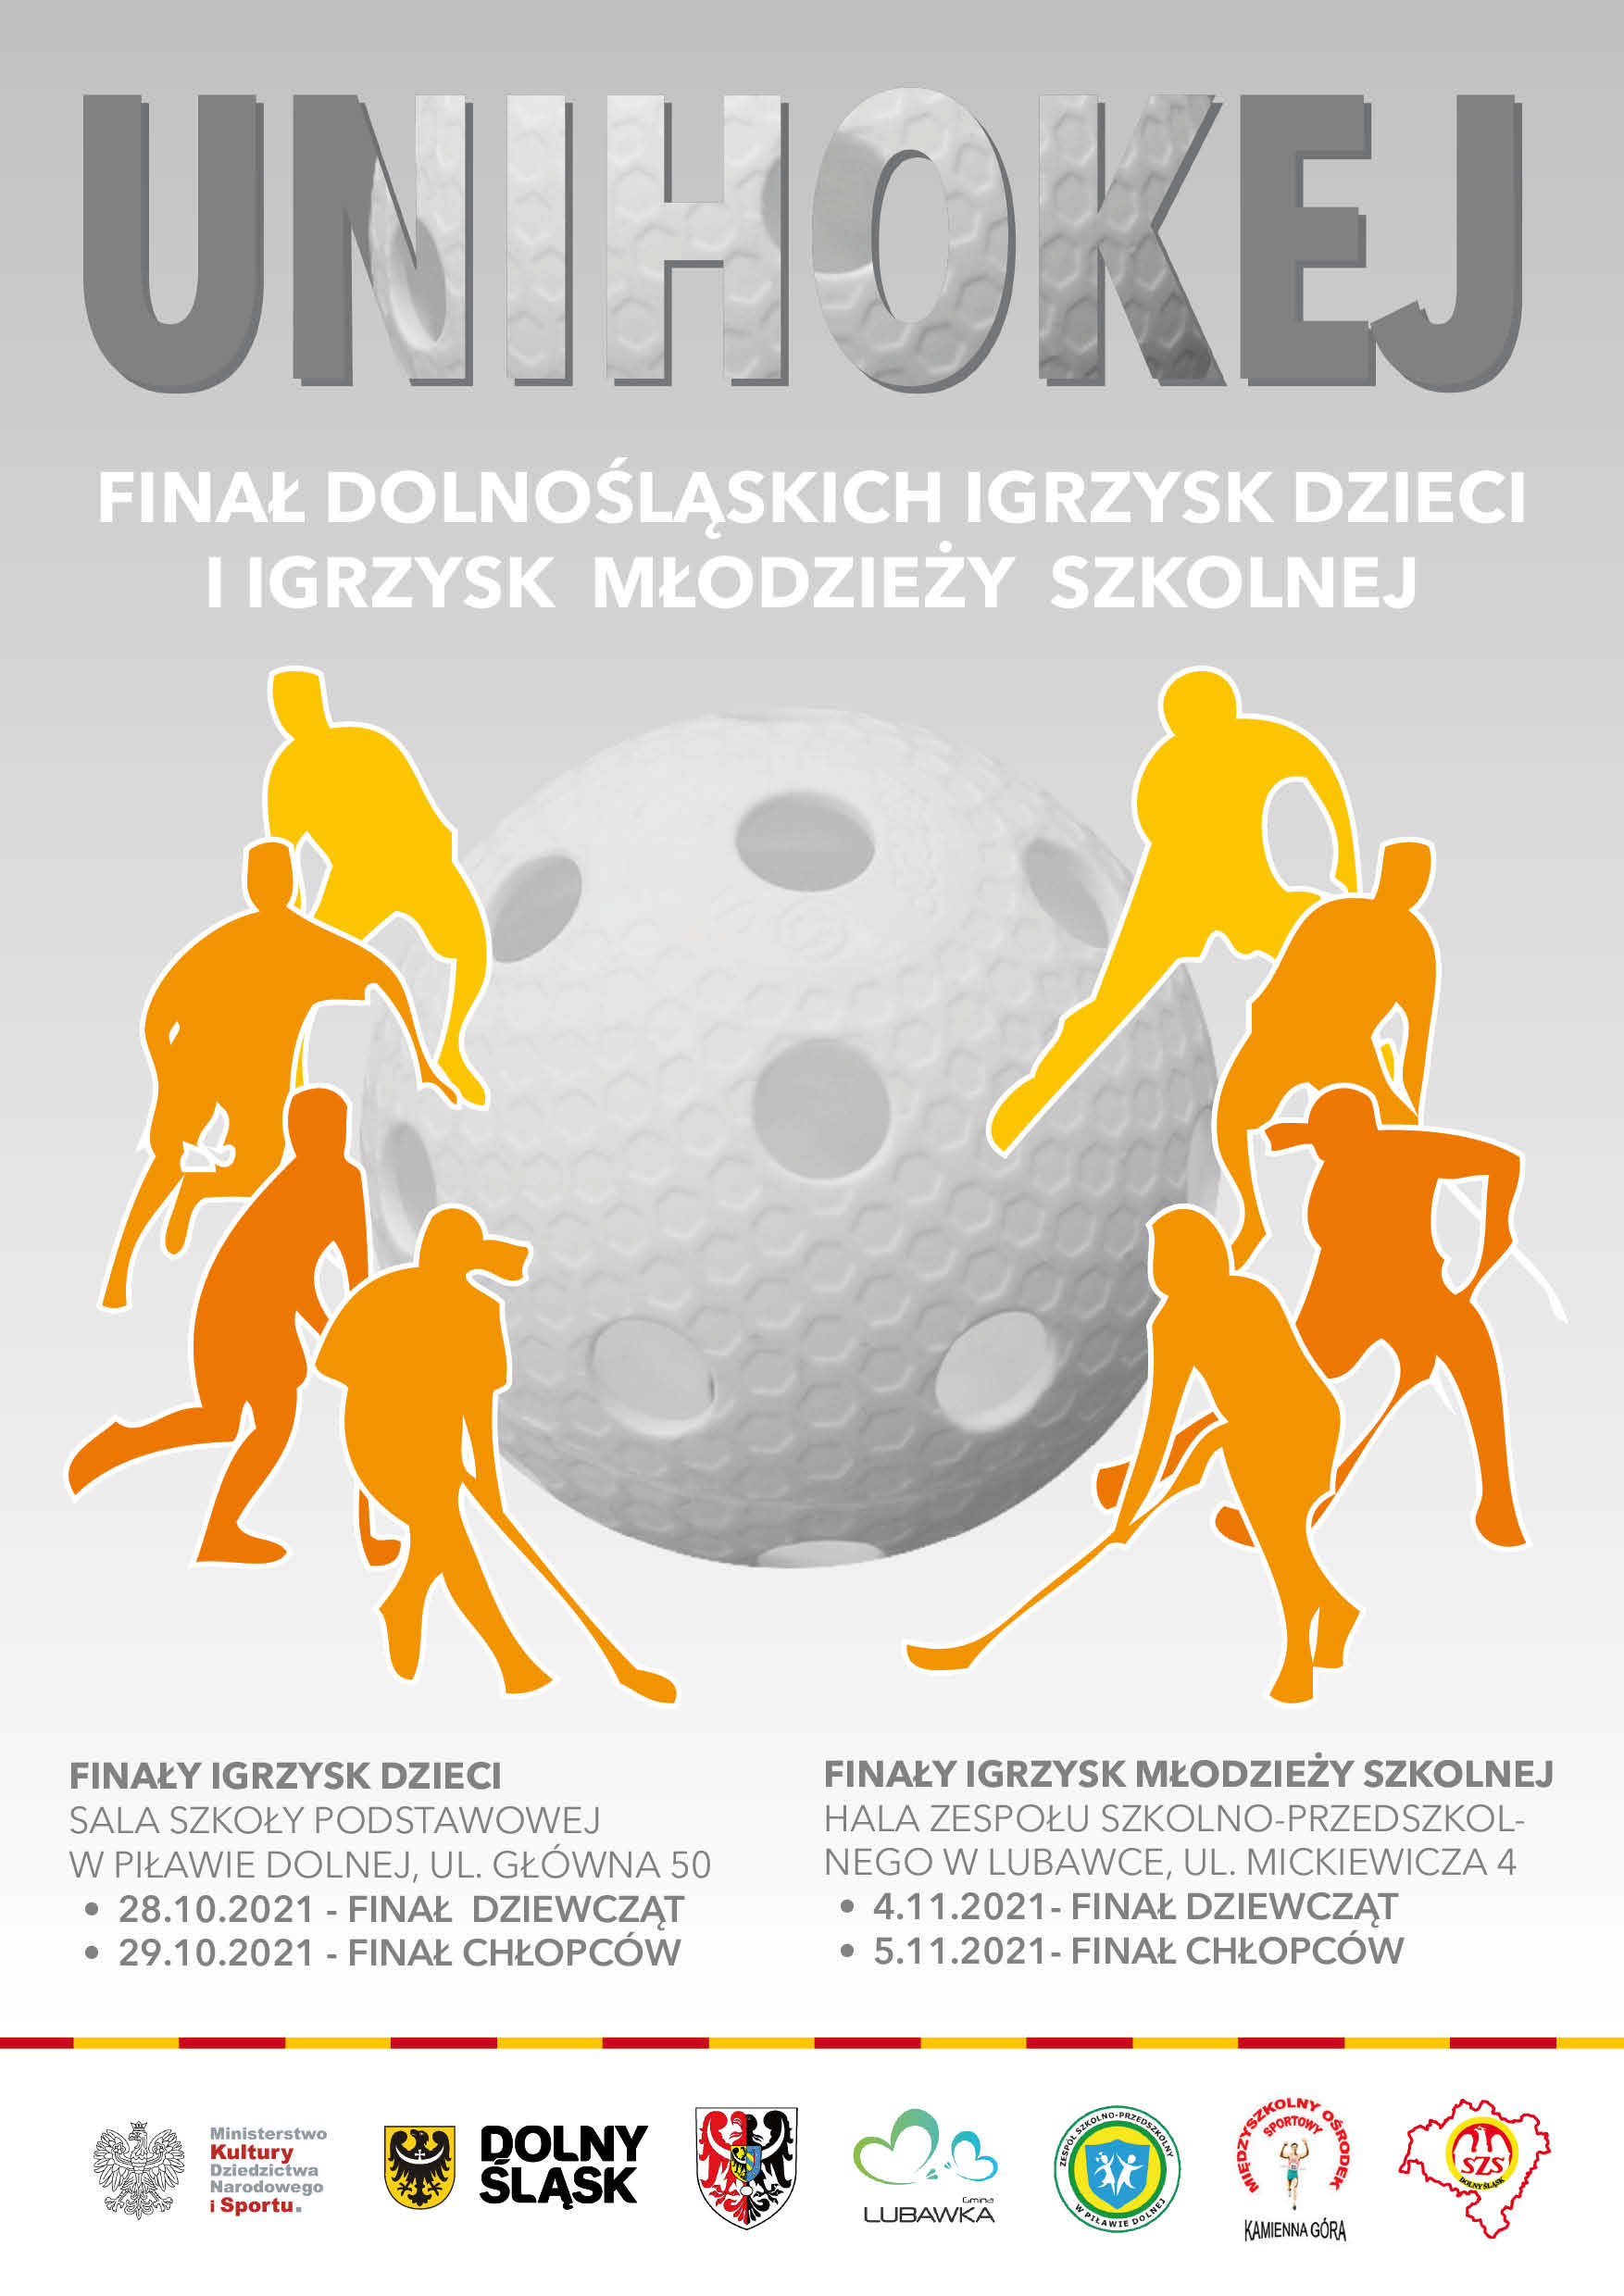 UNIHOKEJ
FINAŁ DOLNOŚLĄSKICH IGRZYSK DZIECI
I IGRZYSK MŁODZIEŻY SZKOLNEJ
FINAŁY IGRZYSK DZIECI
SALA SZKOŁY PODSTAWOWEJ
W PIŁAWIE DOLNEJ, UL. GŁÓWNA 50
• 28.10.2021 - FINAŁ DZIEWCZĄT
• 29.10.2021 - FINAŁ CHŁOPCÓW
FINAŁY IGRZYSK MŁODZIEŻY SZKOLNEJ
HALA ZESPOŁU SZKOLNO-PRZEDSZKOL-
NEGO W LUBAWCE, UL. MICKIEWICZA 4
• 4.11.2021- FINAŁ DZIEWCZĄT
• 5.11.2021- FINAŁ CHŁOPCÓW
Ministerstwo
Kultury
Dziedzictwa
Narodowego
i Sportu.
DOLNY
ŚLĄSK
Gmina
LUBAWKA
ZESPÓŁ SZKOLNO-PRZEDSZKOLNY
W PIŁAWIE DOLNEJ
MIĘDZYSZKOLNY OŚRODEK
SPORTOWY
KAMIENNA GÓRA
SZS
DOLNY ŚLĄSK